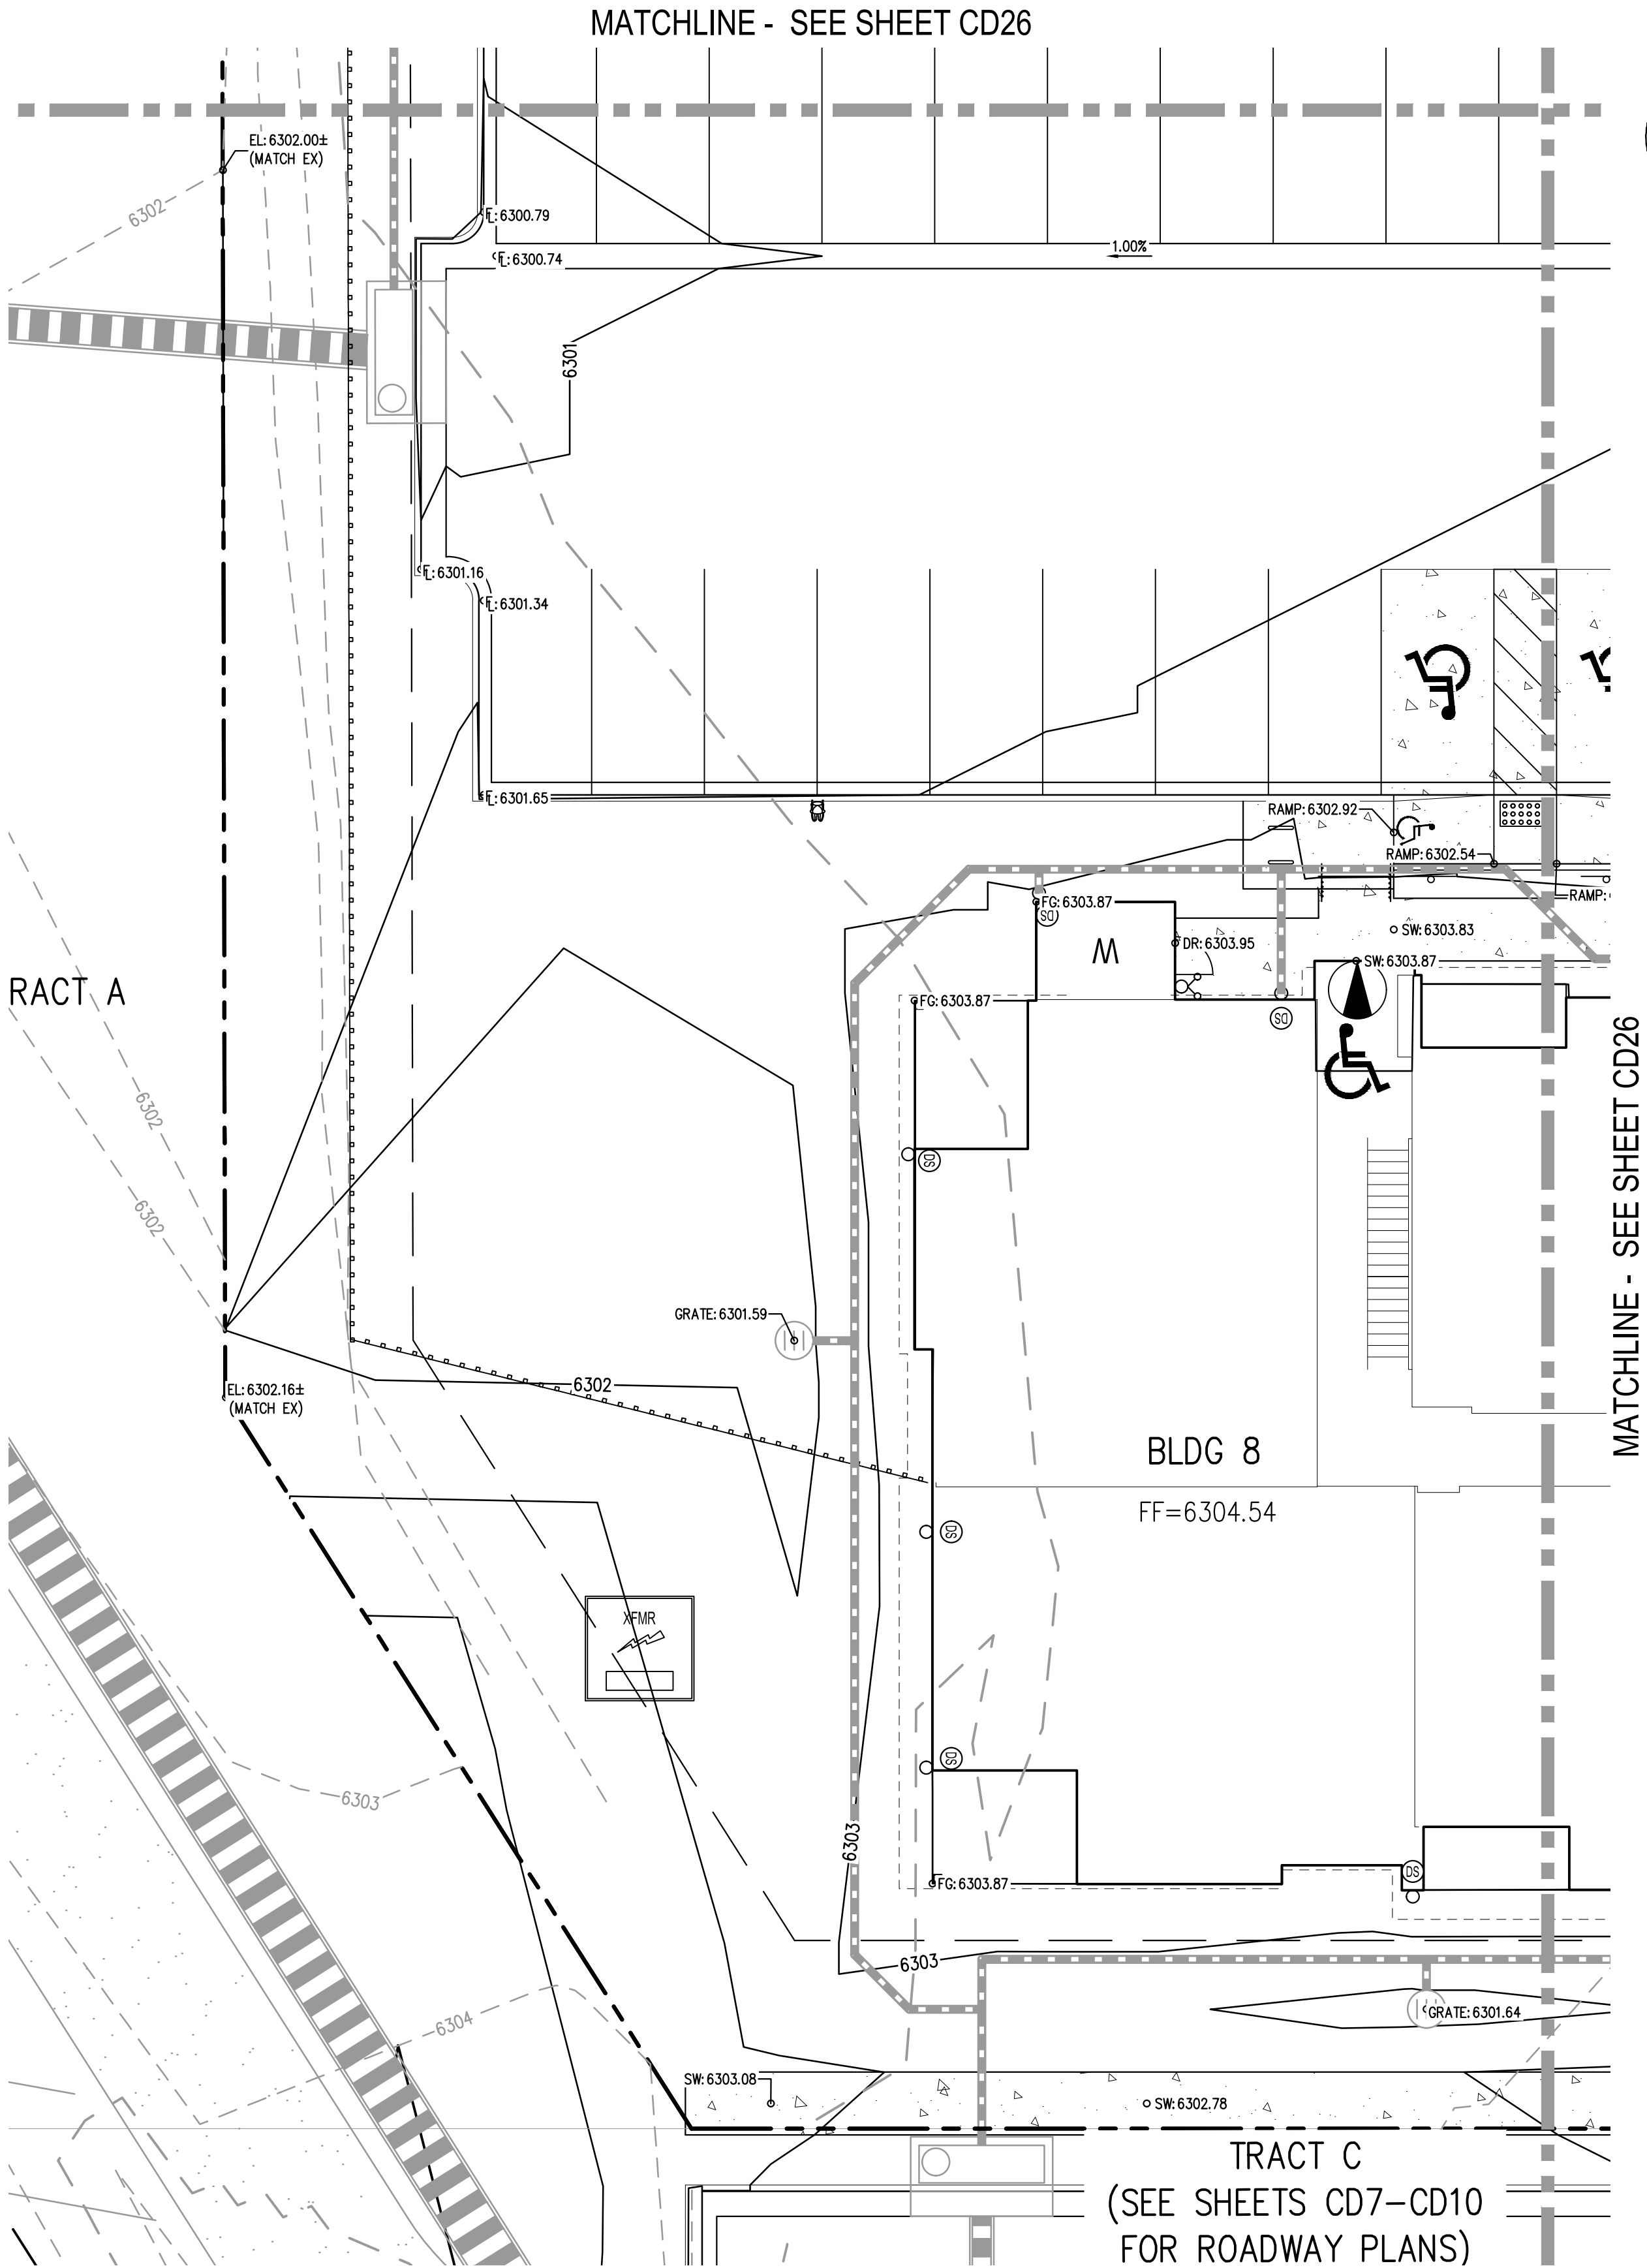 MATCHLINE - SEE SHEET CD26
EL: 6302.00±
(MATCH EX)
6302
FL: 6300.79
FL: 6300.74
1.00%
6301
FL: 6301.16
FL: 6301.34
FL: 6301.65
RAMP: 6302.92
RAMP: 6302.54
RAMP:
FG: 6303.87
DS
W
DR: 6303.95
SW: 6303.83
SW: 6303.87
RACT A
FG: 6303.87
DS
MATCHLINE - SEE SHEET CD26
6302
DS
6302
GRATE: 6301.59
6302
EL: 6302.16±
(MATCH EX)
BLDG 8
FF=6304.54
DS
XFMR
DS
6303
6303
DS
FG: 6303.87
6303
6304
GRATE: 6301.64
SW: 6303.08
SW: 6302.78
TRACT C
(SEE SHEETS CD7-CD10
FOR ROADWAY PLANS)